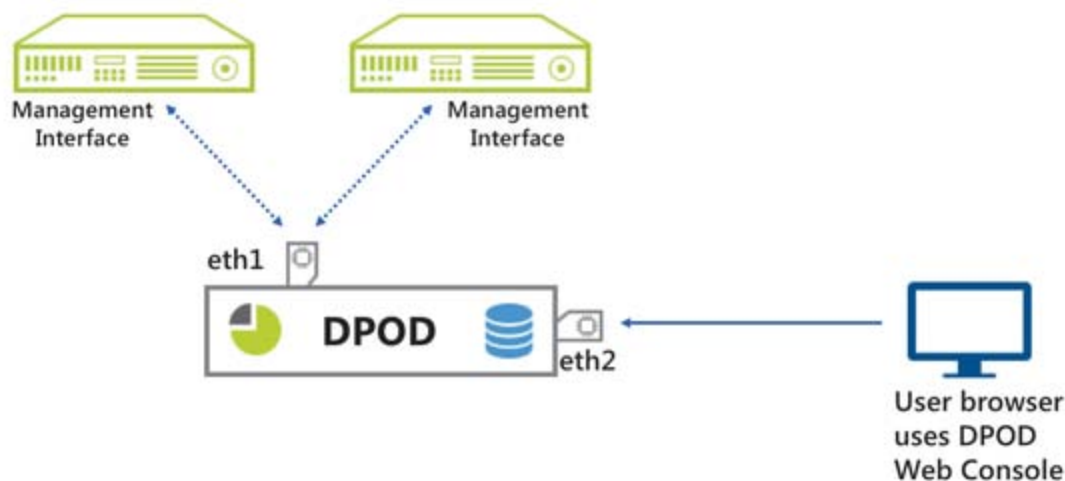 Management
Interface
Management
Interface
eth1
DPOD
eth2
User browser
uses DPOD
Web Console